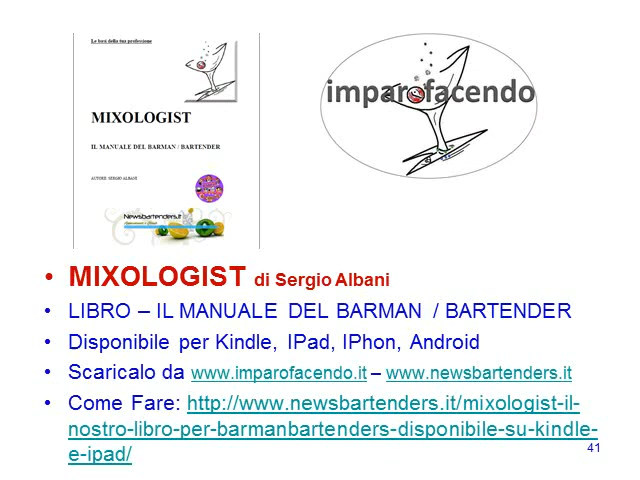 Le basi della tua professione
MIXOLOGIST
IL MANUALE DEL BARMAN / BARTENDER
AUTORE: SERGIO ALBANI
Newsbartenders.it
imparofacendo
• MIXOLOGIST di Sergio Albani
• LIBRO – IL MANUALE DEL BARMAN / BARTENDER
• Disponibile per Kindle, IPad, IPhon, Android
• Scaricalo da www.imparofacendo.it – www.newsbartenders.it
• Come Fare: http://www.newsbartenders.it/mixologist-il-
nostro-libro-per-barmanbartenders-disponibile-su-kindle-
e-ipad/
41